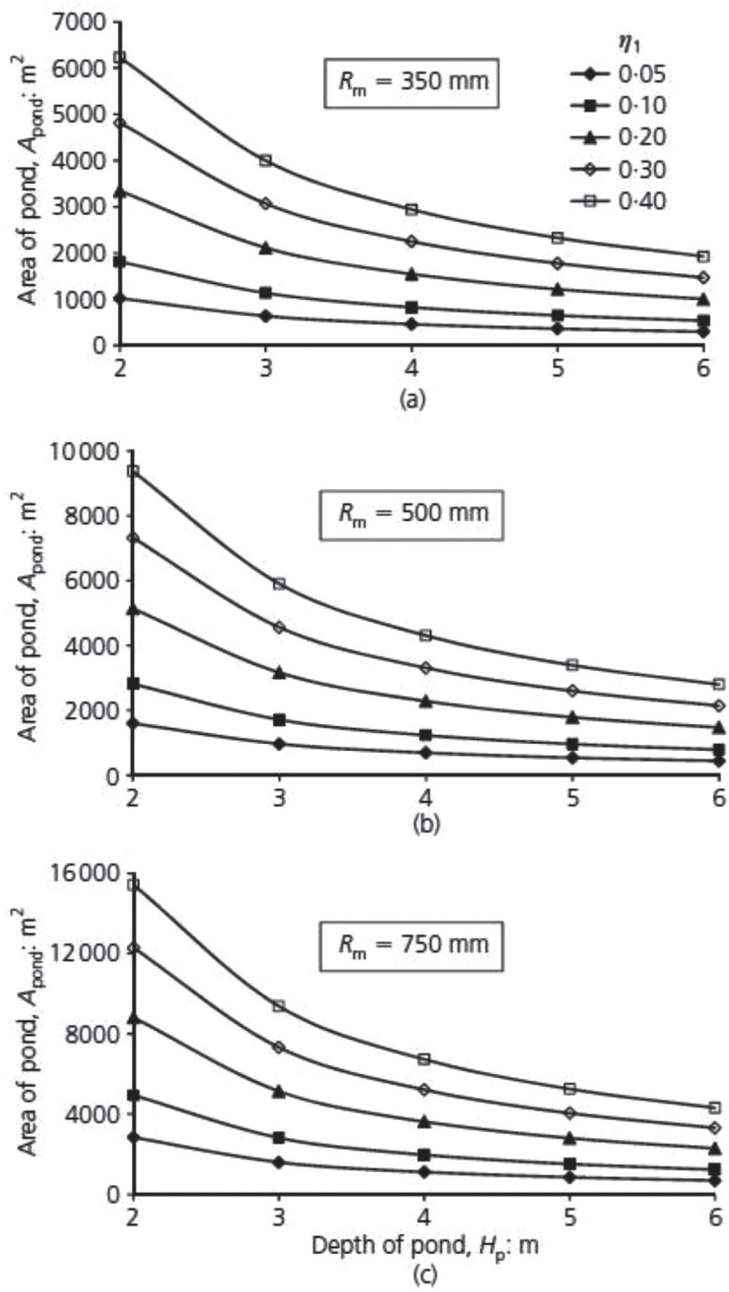 7000
6000
5000
4000
3000
2000
1000
0
Area of pond, Apond: m2
Rm = 350 mm
η1
0·05
0·10
0·20
0·30
0·40
2 3 4 5 6
(a)
10 000
8000
6000
4000
2000
0
Area of pond, Apond: m2
Rm = 500 mm
2 3 4 5 6
(b)
16 000
12 000
8000
4000
0
Area of pond, Apond: m2
Rm = 750 mm
2 3 4 5 6
Depth of pond, Hp: m
(c)